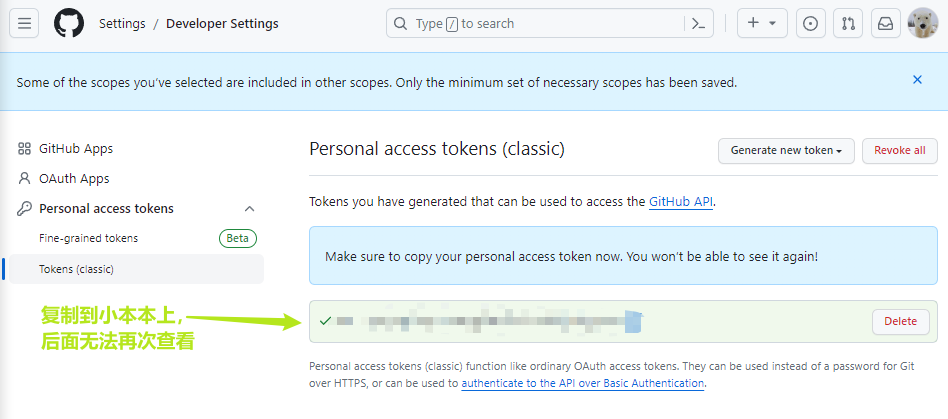 Settings / Developer Settings
Type / to search
Some of the scopes you've selected are included in other scopes. Only the minimum set of necessary scopes has been saved.
GitHub Apps
OAuth Apps
Personal access tokens
Fine-grained tokens Beta
Tokens (classic)
Personal access tokens (classic)
Generate new token
Revoke all
Tokens you have generated that can be used to access the GitHub API.
Make sure to copy your personal access token now. You won't be able to see it again!
复制到小本本上，
后面无法再次查看
Delete
Personal access tokens (classic) function like ordinary OAuth access tokens. They can be used instead of a password for Git
over HTTPS, or can be used to authenticate to the API over Basic Authentication.